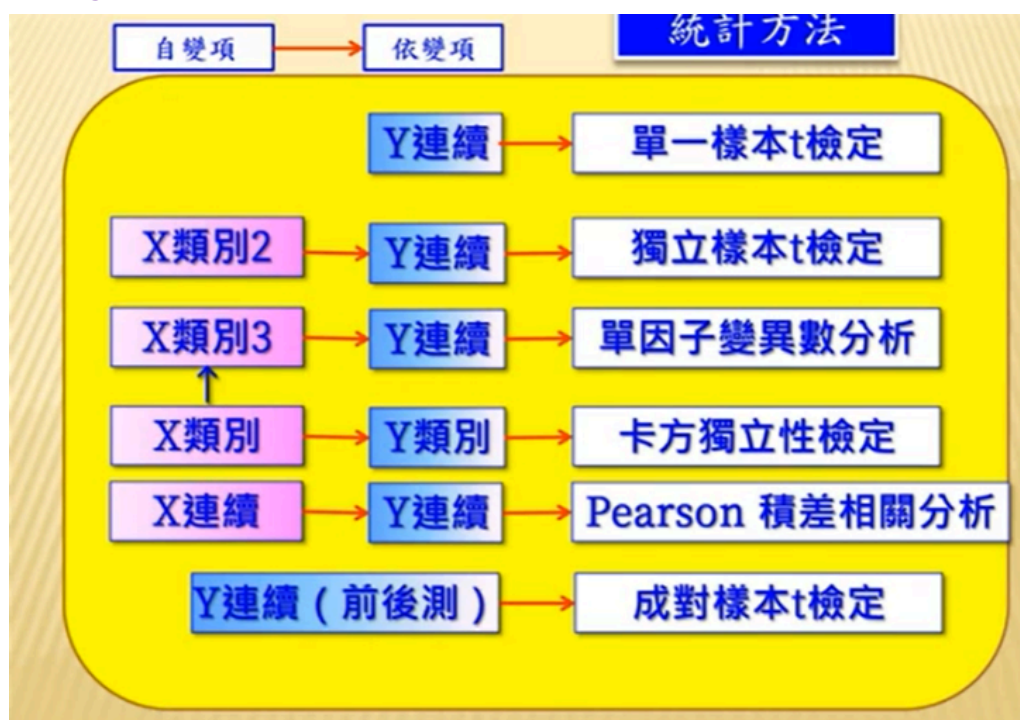 統計方法
自變項 依變項
Y連續 單一樣本t檢定
X類別2 Y連續 獨立樣本t檢定
X類別3 Y連續 單因子變異數分析
X類別 Y類別 卡方獨立性檢定
X連續 Y連續 Pearson 積差相關分析
Y連續(前後測) 成對樣本t檢定